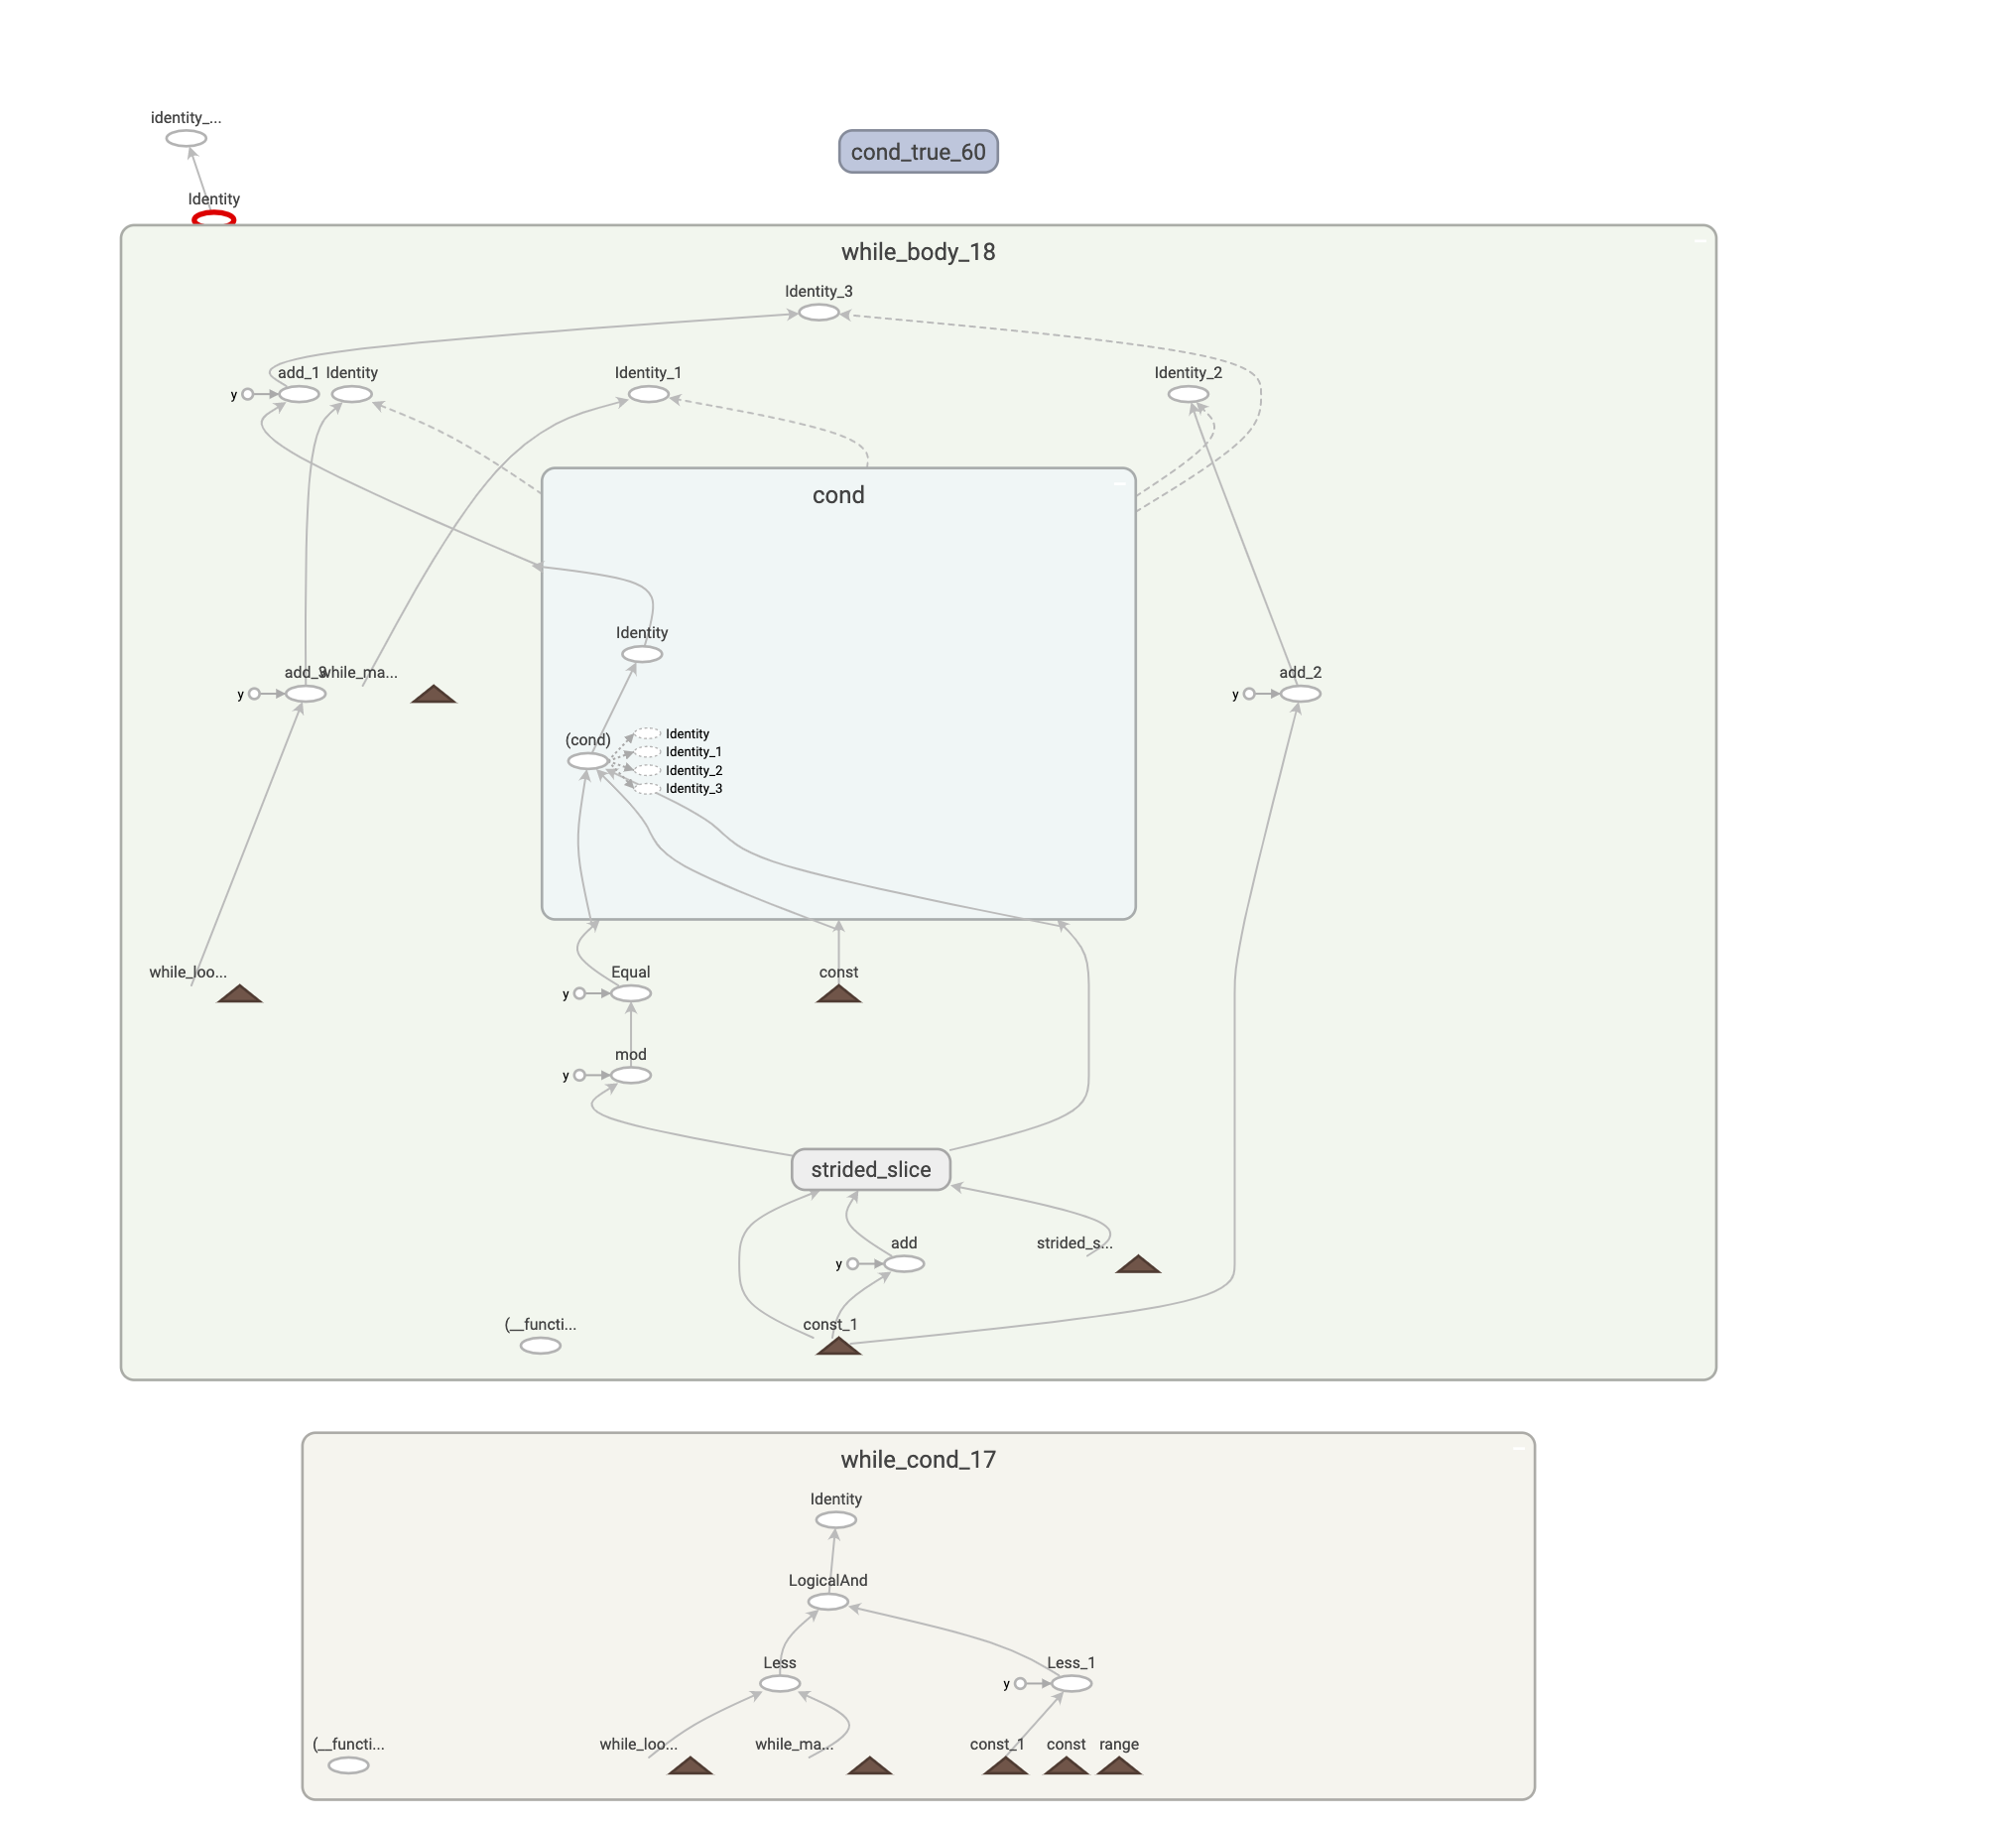 identity_...
cond_true_60
Identity
while_body_18
Identity_3
add_1 Identity
Identity_1
Identity_2
y
cond
Identity
add_3
while_ma...
add_2
y
y
(cond)
Identity
Identity_1
Identity_2
Identity_3
while_loo...
Equal
const
y
mod
y
strided_slice
add
strided_s...
y
(__functi...
const_1
while_cond_17
Identity
LogicalAnd
Less
Less_1
y
(__functi...
while_loo...
while_ma...
const_1
const
range